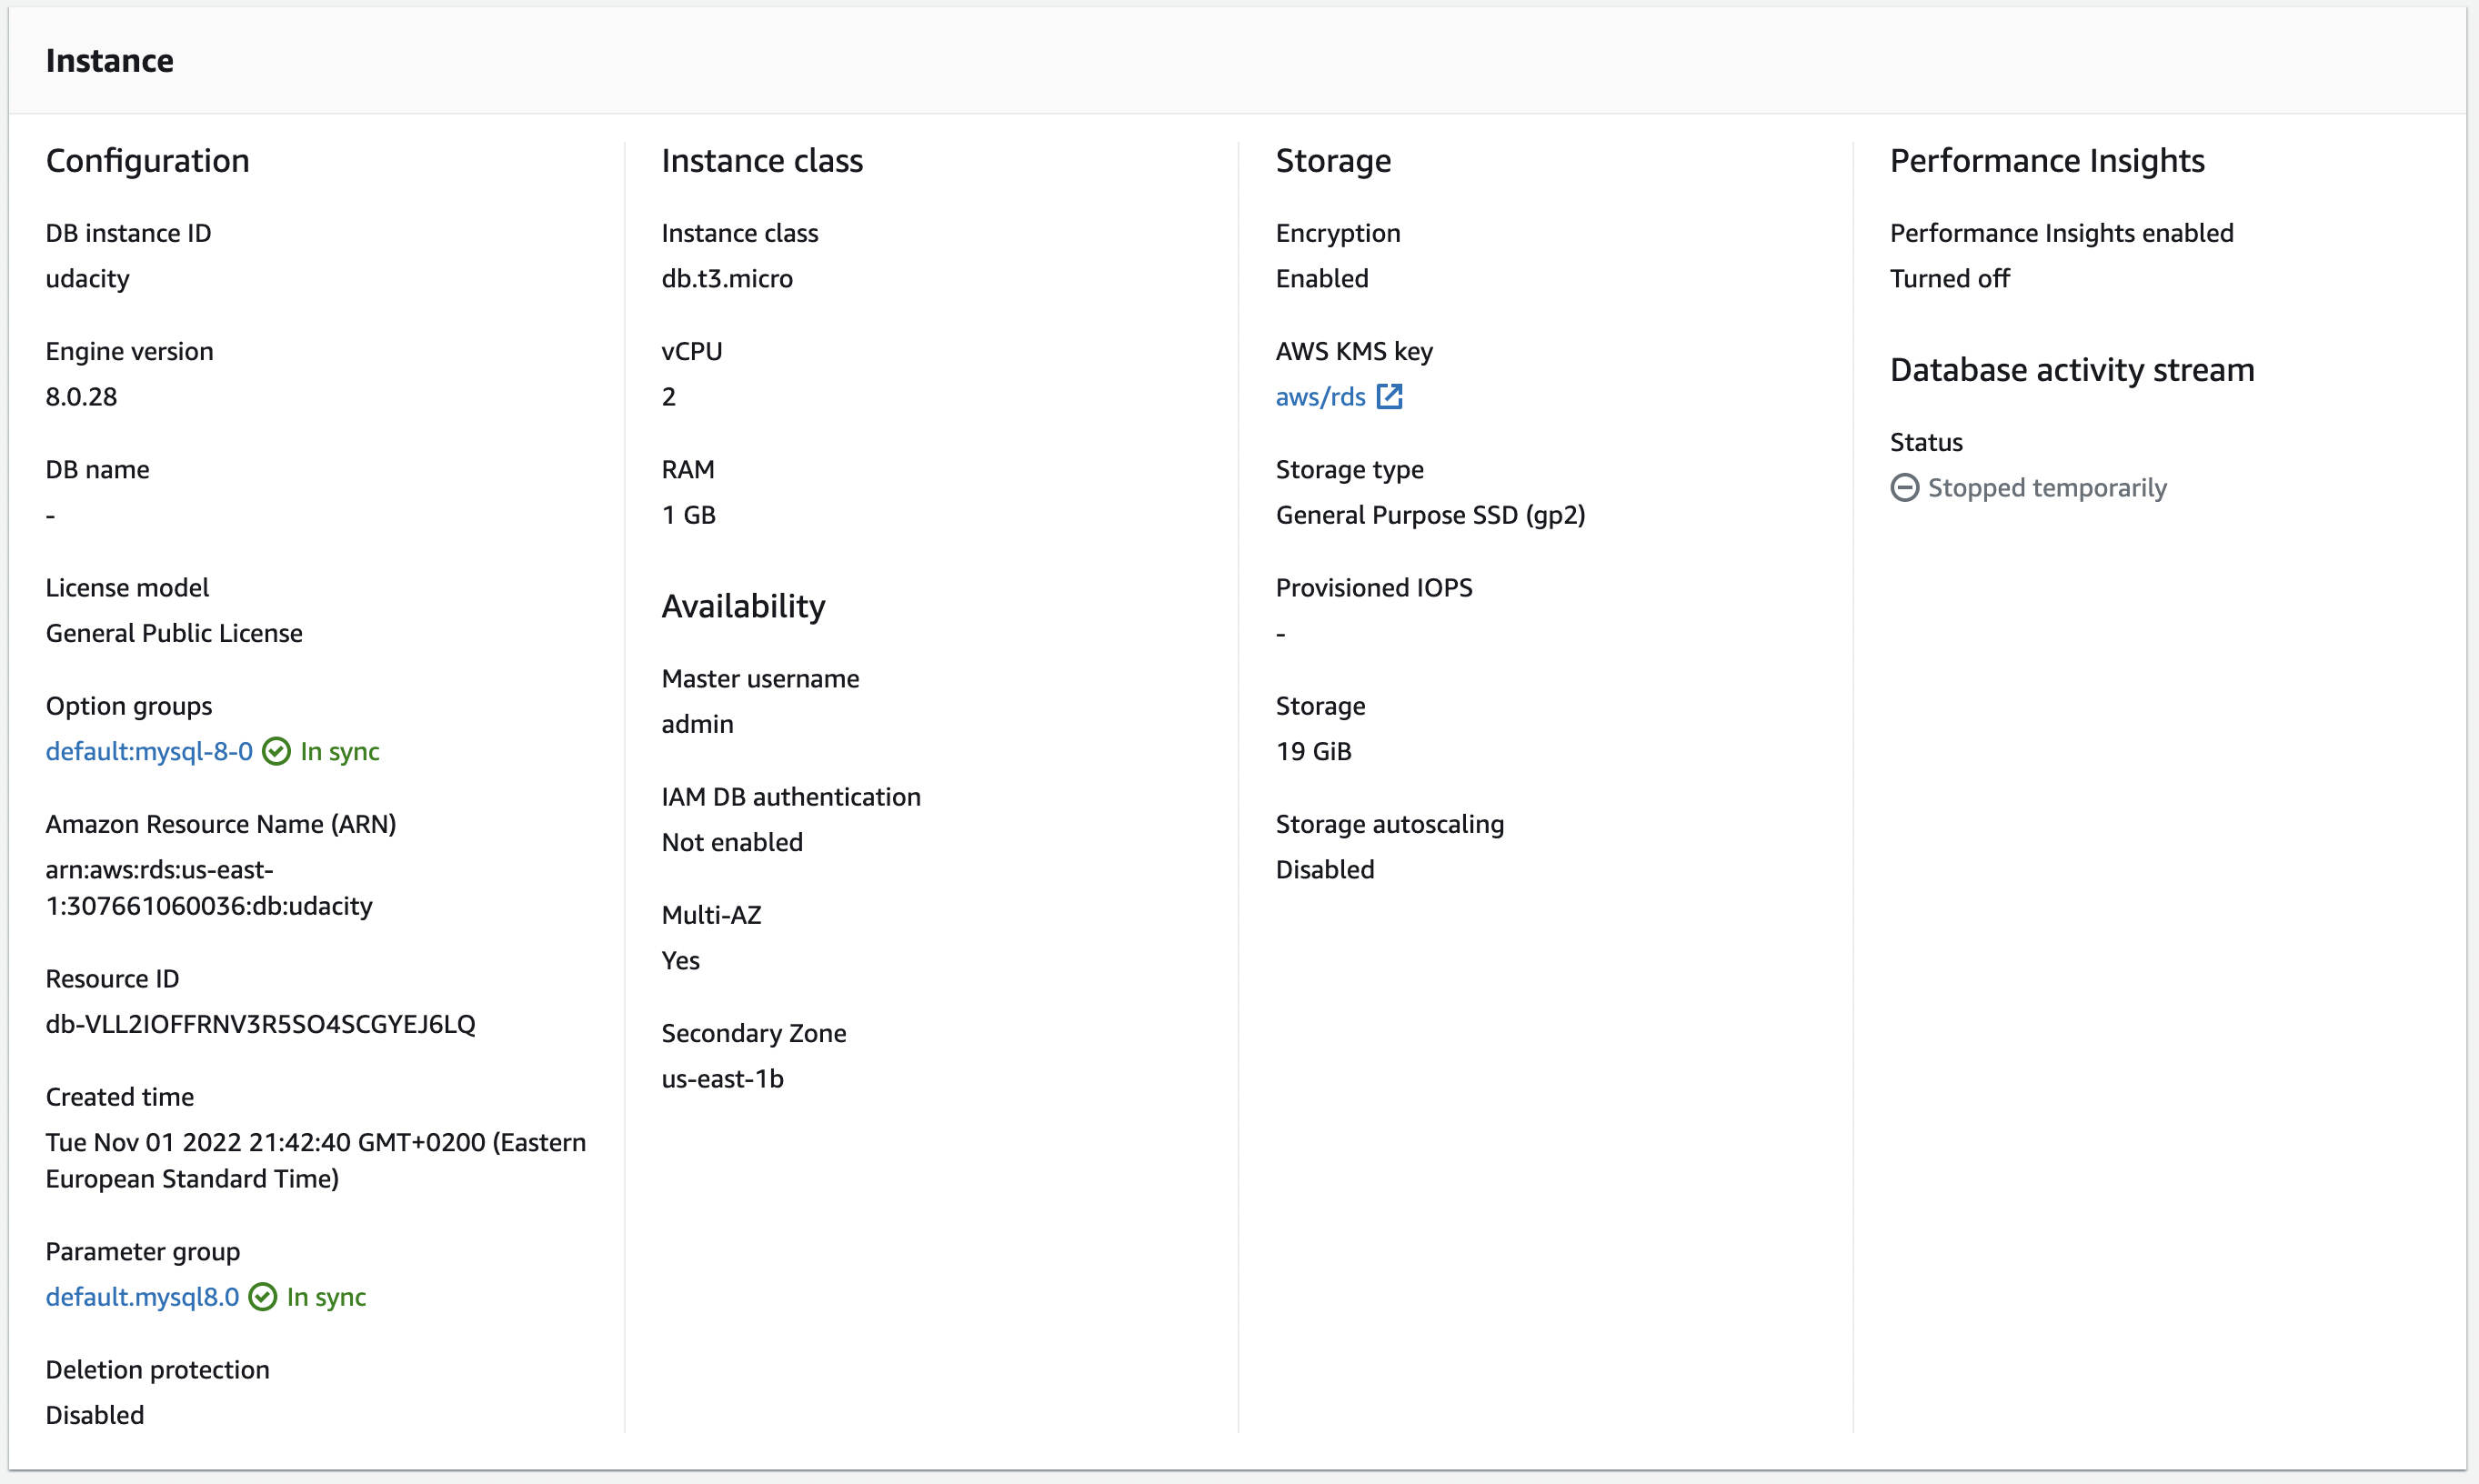 Instance
Configuration
DB instance ID
udacity
Engine version
8.0.28
DB name
-
License model
General Public License
Option groups
default:mysql-8-0 In sync
Amazon Resource Name (ARN)
arn:aws:rds:us-east-
1:307661060036:db:udacity
Resource ID
db-VLL2IOFFRNV3R5SO4SCGYEJ6LQ
Created time
Tue Nov 01 2022 21:42:40 GMT+0200 (Eastern
European Standard Time)
Parameter group
default.mysql8.0 In sync
Deletion protection
Disabled
Instance class
Instance class
db.t3.micro
vCPU
2
RAM
1 GB
Availability
Master username
admin
IAM DB authentication
Not enabled
Multi-AZ
Yes
Secondary Zone
us-east-1b
Storage
Encryption
Enabled
AWS KMS key
aws/rds
Storage type
General Purpose SSD (gp2)
Provisioned IOPS
-
Storage
19 GiB
Storage autoscaling
Disabled
Performance Insights
Performance Insights enabled
Turned off
Database activity stream
Status
Stopped temporarily